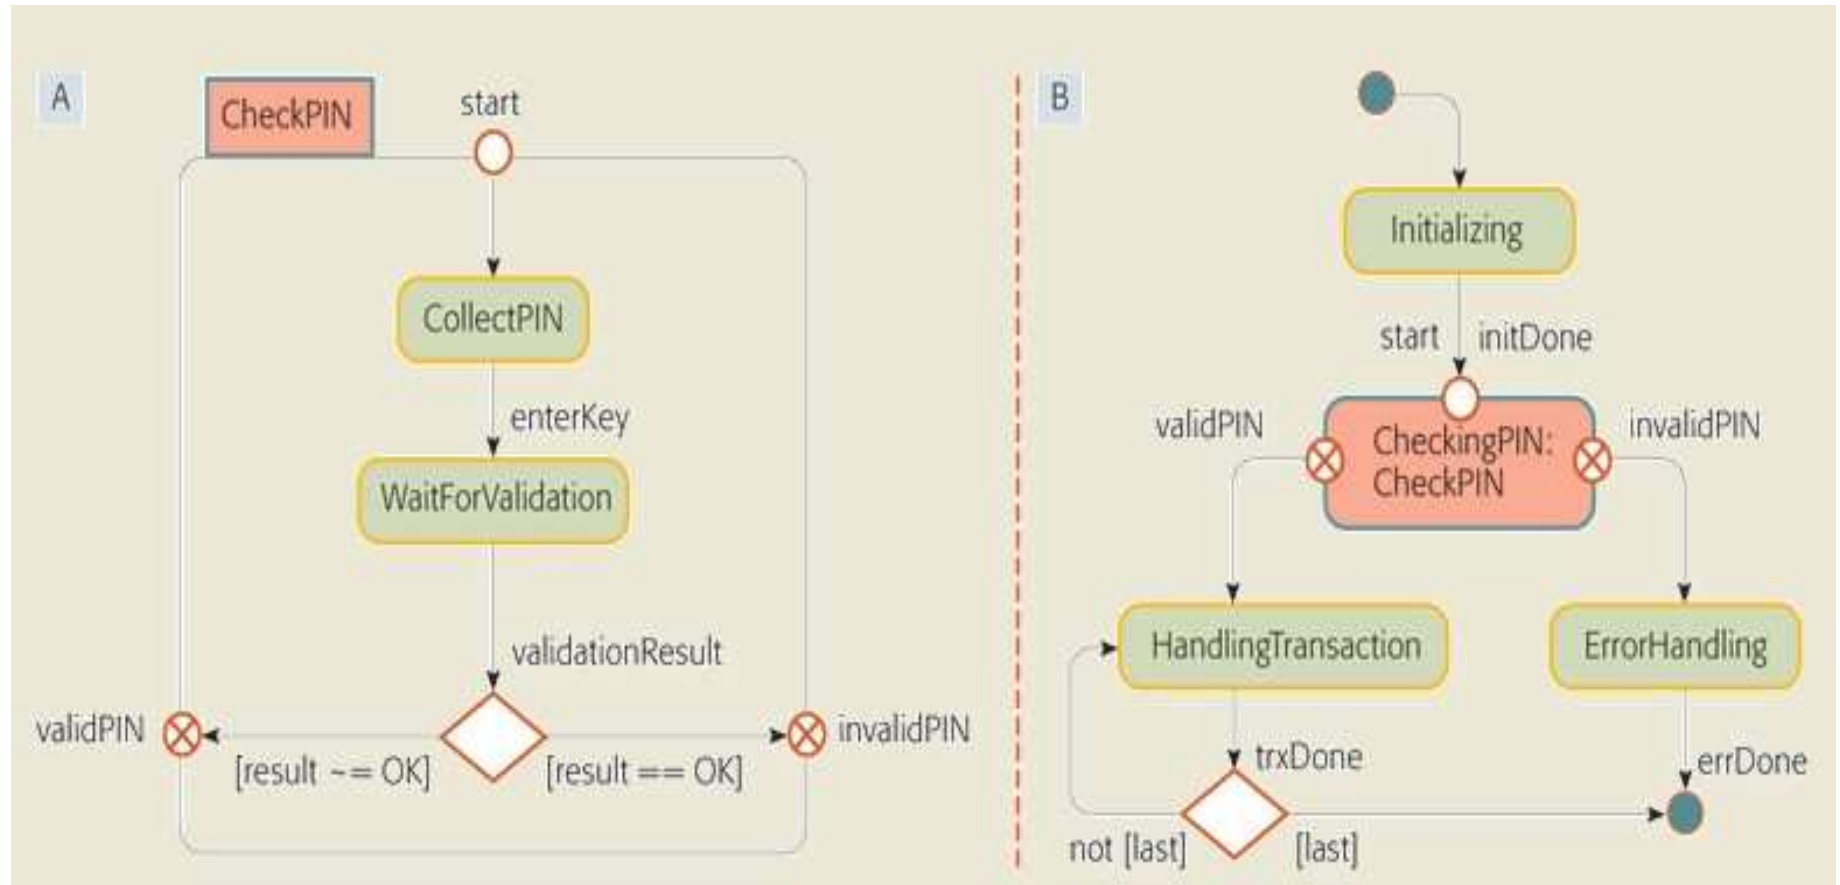 A
CheckPIN
start
CollectPIN
enterKey
WaitForValidation
validationResult
validPIN
invalidPIN
[result ~= OK]
[result == OK]
B
Initializing
start
initDone
validPIN
invalidPIN
CheckingPIN:
CheckPIN
HandlingTransaction
ErrorHandling
trxDone
errDone
not [last]
[last]